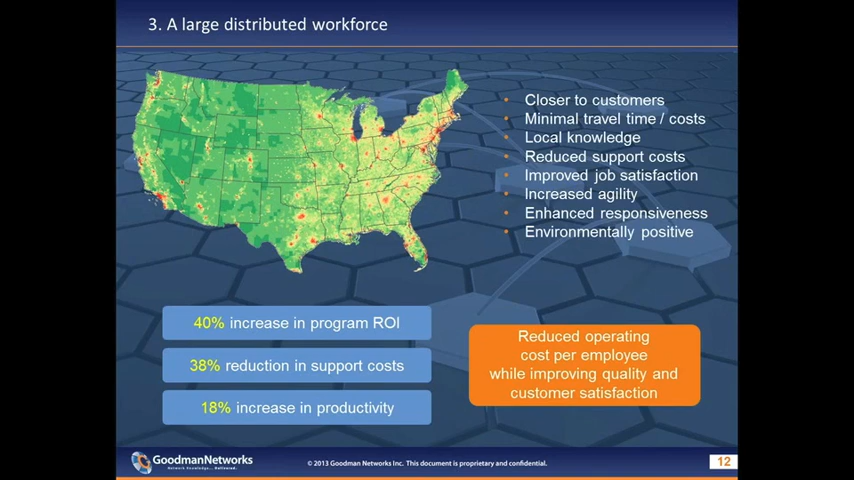 3. A large distributed workforce
• Closer to customers
• Minimal travel time / costs
• Local knowledge
• Reduced support costs
• Improved job satisfaction
• Increased agility
• Enhanced responsiveness
• Environmentally positive
40% increase in program ROI
38% reduction in support costs
18% increase in productivity
Reduced operating
cost per employee
while improving quality and
customer satisfaction
GoodmanNetworks
Network Knowledge... Delivered.
© 2013 Goodman Networks Inc. This document is proprietary and confidential.
12